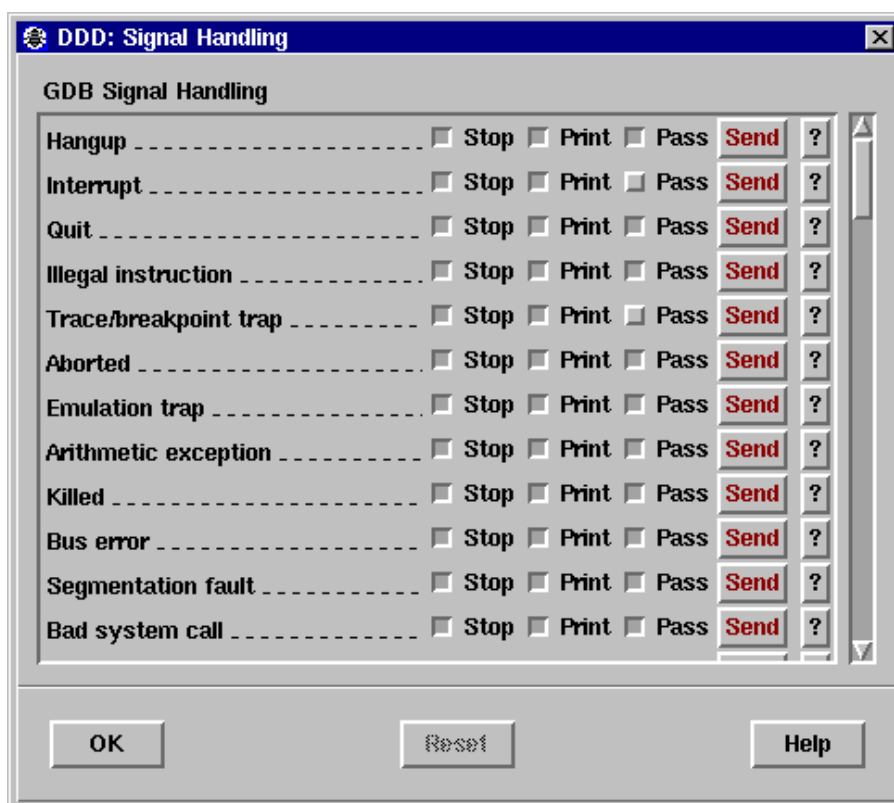 DDD: Signal Handling
GDB Signal Handling
Hangup Stop Print Pass Send ?
Interrupt Stop Print Pass Send ?
Quit Stop Print Pass Send ?
Illegal instruction Stop Print Pass Send ?
Trace/breakpoint trap Stop Print Pass Send ?
Aborted Stop Print Pass Send ?
Emulation trap Stop Print Pass Send ?
Arithmetic exception Stop Print Pass Send ?
Killed Stop Print Pass Send ?
Bus error Stop Print Pass Send ?
Segmentation fault Stop Print Pass Send ?
Bad system call Stop Print Pass Send ?
OK Reset Help